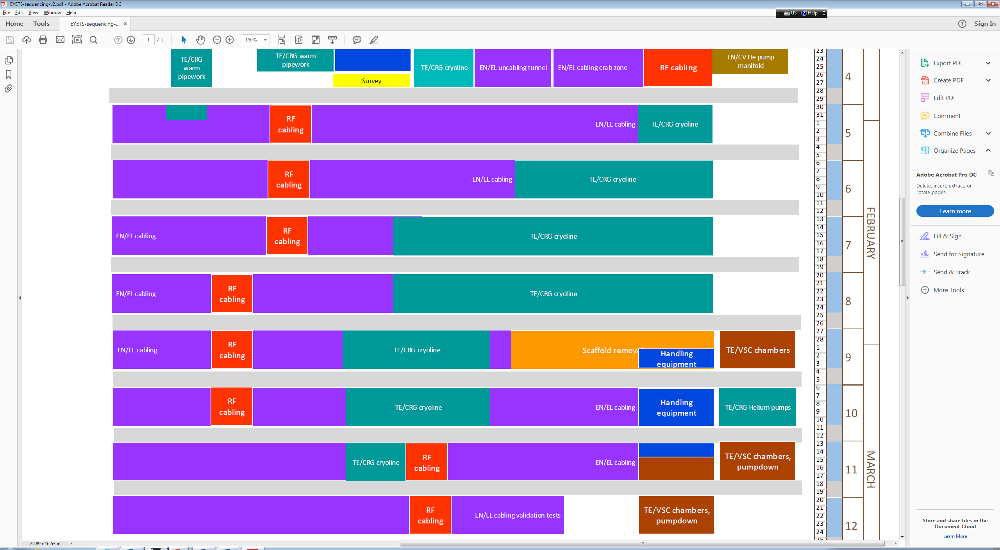 EYETS-sequencing-v2.pdf - Adobe Acrobat Reader DC
File Edit View Window Help
US Help
Home Tools EYETS-sequencing-... ×
Sign In
1 / 2
150%
TE/CRG
warm
pipework
TE/CRG warm
pipework
Survey
TE/CRG cryoline
EN/EL uncabling tunnel
EN/EL cabling crab zone
RF cabling
EN/CV He pump
manifold
23
24
25
26
27
28
29
4
RF
cabling
EN/EL cabling
TE/CRG cryoline
30
31
1
2
3
4
5
5
RF
cabling
EN/EL cabling
TE/CRG cryoline
6
7
8
9
10
11
12
6
EN/EL cabling
RF
cabling
TE/CRG cryoline
13
14
15
16
17
18
19
7
FEBRUARY
EN/EL cabling
RF
cabling
TE/CRG cryoline
20
21
22
23
24
25
26
8
EN/EL cabling
RF
cabling
TE/CRG cryoline
Scaffold remova
Handling
equipment
TE/VSC chambers
27
28
1
2
3
4
5
9
RF
cabling
TE/CRG cryoline
EN/EL cabling
Handling
equipment
TE/CRG Helium pumps
6
7
8
9
10
11
12
10
TE/CRG cryoline
RF
cabling
EN/EL cabling
TE/VSC chambers,
pumpdown
13
14
15
16
17
18
19
11
MARCH
RF
cabling
EN/EL cabling validation tests
TE/VSC chambers,
pumpdown
20
21
22
23
24
25
12
Export PDF
Create PDF
Edit PDF
Comment
Combine Files
Organize Pages
Adobe Acrobat Pro DC
Delete, insert, extract, or
rotate pages
Learn more
Fill & Sign
Send for Signature
Send & Track
More Tools
Store and share files in the
Document Cloud
Learn More
22.89 x 16.53 in